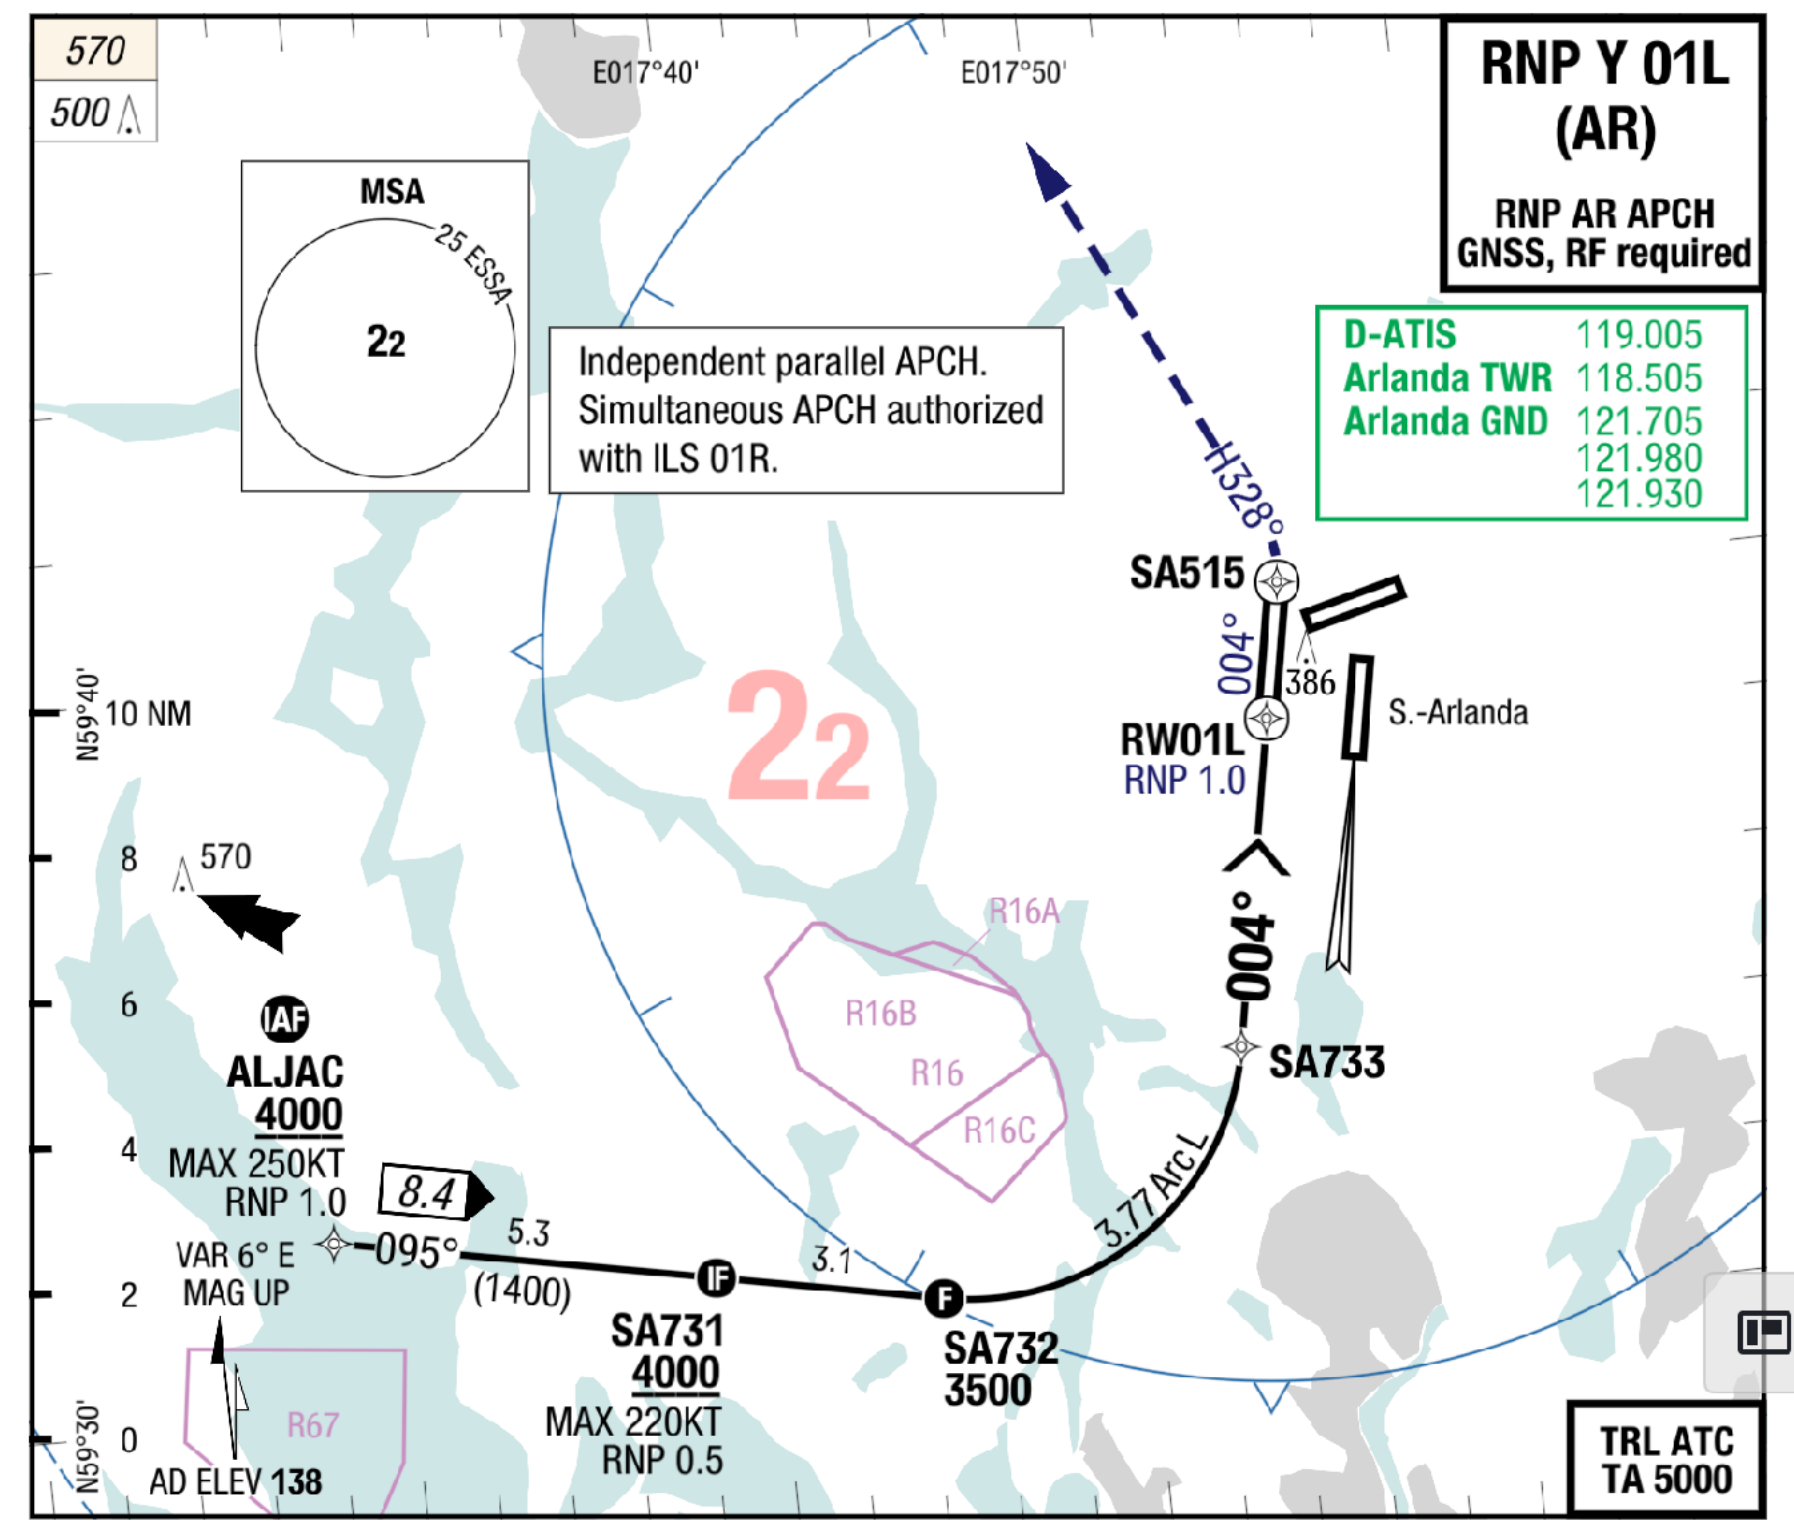 570
500
E017°40'
E017°50'
RNP Y 01L
(AR)
RNP AR APCH
GNSS, RF required
MSA
25 ESSA
22
D-ATIS 119.005
Arlanda TWR 118.505
Arlanda GND 121.705
121.980
121.930
Independent parallel APCH.
Simultaneous APCH authorized
with ILS 01R.
H328°
SA515
004°
386
S.-Arlanda
RW01L
RNP 1.0
22
N59°40'
10 NM
8
570
6
4
2
0
R16A
R16B
R16
R16C
004°
SA733
IAF
ALJAC
4000
MAX 250KT
RNP 1.0
8.4
095°
5.3
(1400)
3.1
3.77 Arc L
VAR 6° E
MAG UP
IF
SA731
4000
MAX 220KT
RNP 0.5
F
SA732
3500
R67
N59°30'
AD ELEV 138
TRL ATC
TA 5000